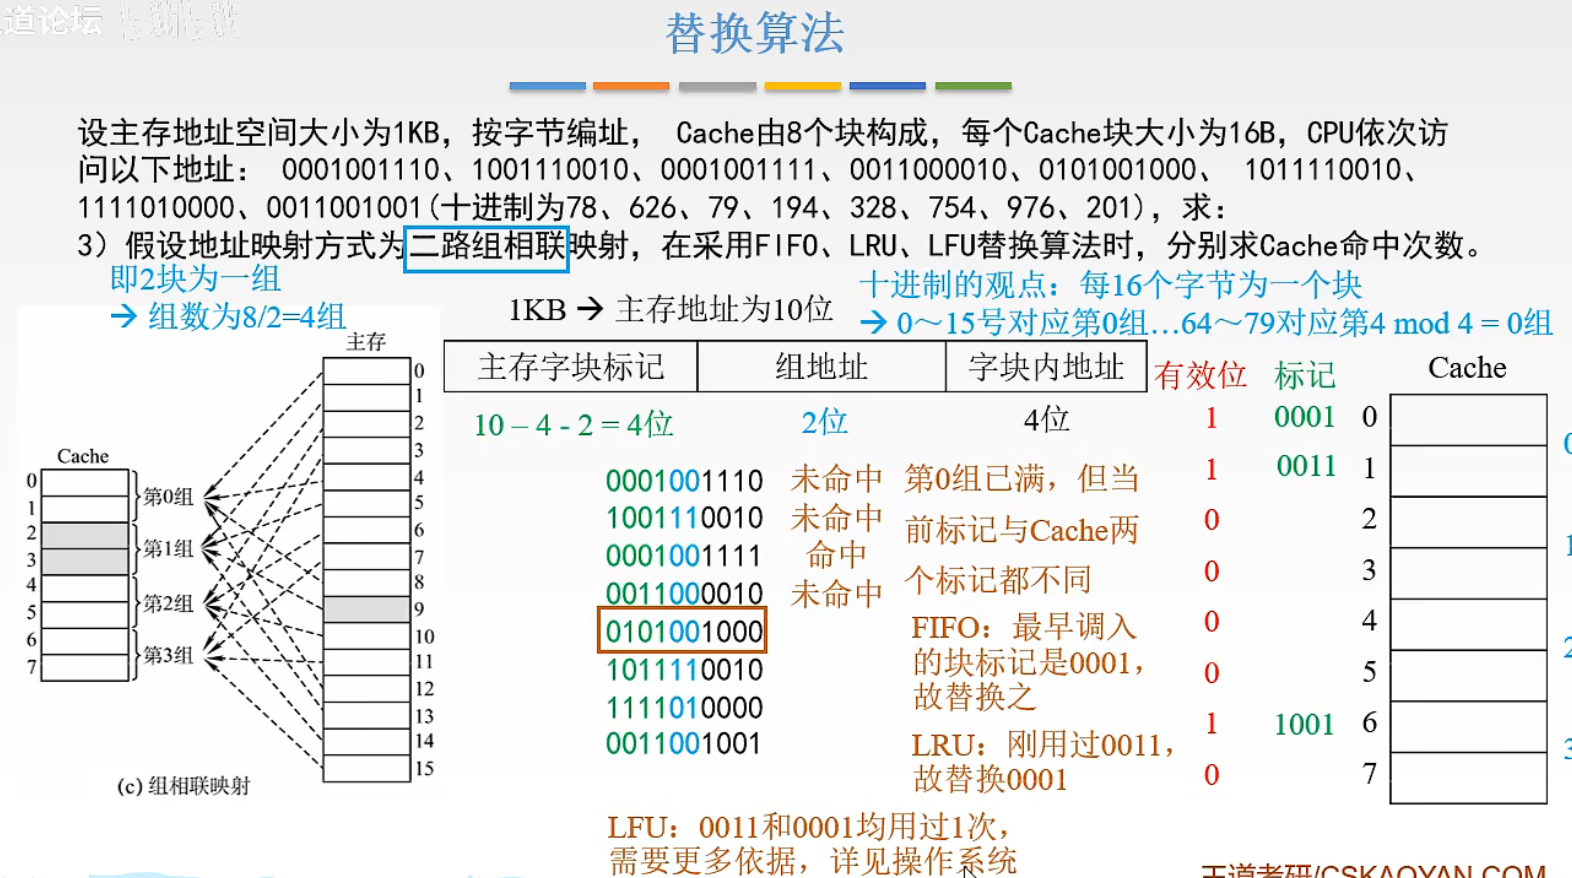 道论坛 bilibili
替换算法
设主存地址空间大小为1KB，按字节编址， Cache由8个块构成，每个Cache块大小为16B，CPU依次访
问以下地址： 0001001110、1001110010、0001001111、0011000010、0101001000、 1011110010、
1111010000、0011001001(十进制为78、626、79、194、328、754、976、201)，求：
3）假设地址映射方式为二路组相联映射，在采用FIFO、LRU、LFU替换算法时，分别求Cache命中次数。
即2块为一组
→ 组数为8/2=4组
1KB → 主存地址为10位
十进制的观点：每16个字节为一个块
→ 0～15号对应第0组…64～79对应第4 mod 4 = 0组
主存字块标记 组地址 字块内地址
10 – 4 - 2 = 4位 2位 4位
0001001110 未命中
1001110010 未命中
0001001111 命中
0011000010 未命中
0101001000
1011110010
1111010000
0011001001
第0组已满，但当
前标记与Cache两
个标记都不同
FIFO：最早调入
的块标记是0001，
故替换之
LRU：刚用过0011，
故替换0001
LFU：0011和0001均用过1次，
需要更多依据，详见操作系统
有效位 标记 Cache
1 0001 0
1 0011 1
0 2
0 3
0 4
0 5
1 1001 6
0 7
0
1
2
3
主存
0
1
2
3
4
5
6
7
8
9
10
11
12
13
14
15
Cache
0
1
2
3
4
5
6
7
第0组
第1组
第2组
第3组
(c) 组相联映射
王道考研/CSKAOYAN.COM